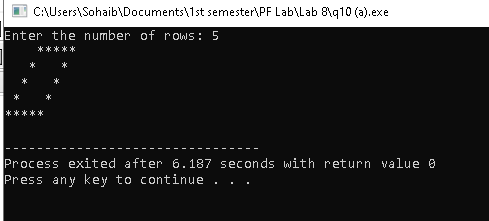 C:\Users\Sohaib\Documents\1st semester\PF Lab\Lab 8\q10 (a).exe
Enter the number of rows: 5
    *****
   *   *
  *   *
 *   *
*****
--------------------------------
Process exited after 6.187 seconds with return value 0
Press any key to continue . . .